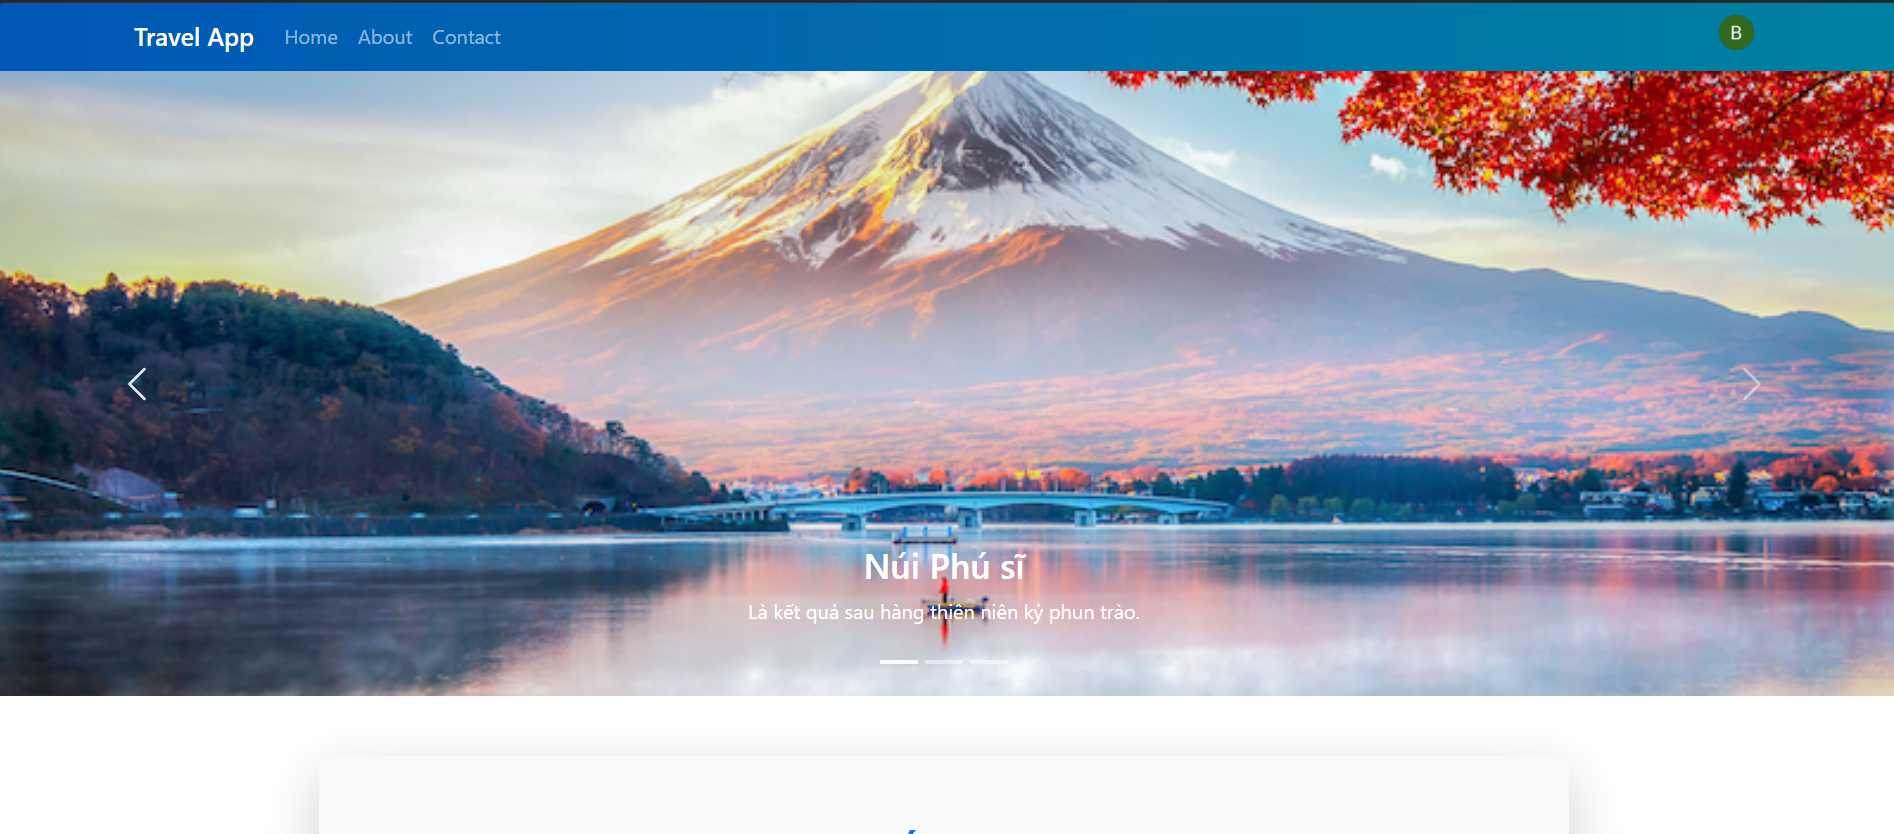 Travel App Home About Contact B
Núi Phú sĩ
Là kết quả sau hàng thiên niên kỷ phun trào.